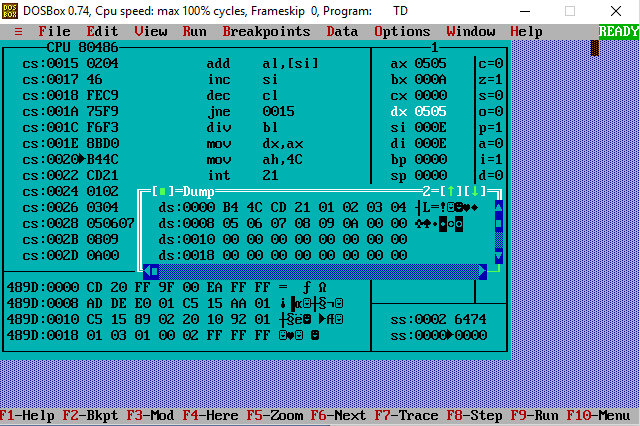 DOSBox 0.74, Cpu speed: max 100% cycles, Frameskip 0, Program: TD
≡ File Edit View Run Breakpoints Data Options Window Help READY
CPU 80486 1
cs:0015 0204 add al,[si] ax 0505 c=0
cs:0017 46 inc si bx 000A z=1
cs:0018 FEC9 dec cl cx 0000 s=0
cs:001A 75F9 jne 0015 dx 0505 o=0
cs:001C F6F3 div bl si 000E p=1
cs:001E 8BD0 mov dx,ax di 000E a=0
cs:0020►B44C mov ah,4C bp 0000 i=1
cs:0022 CD21 int 21 sp 0000 d=0
cs:0024 0102
[■]=Dump 2=[↑][↓]
cs:0026 0304 ds:0000 B4 4C CD 21 01 02 03 04 ┤L=!☺☻♥♦
cs:0028 050607 ds:0008 05 06 07 08 09 0A 00 00
cs:002B 0809 ds:0010 00 00 00 00 00 00 00 00
cs:002D 0A00 ds:0018 00 00 00 00 00 00 00 00
489D:0000 CD 20 FF 9F 00 EA FF FF = ƒ Ω
489D:0008 AD DE E0 01 C5 15 AA 01 ¡▐α☺┼§¬☺
489D:0010 C5 15 89 02 20 10 92 01 ┼§ë☻ ►Æ☺ ss:0002 6474
489D:0018 01 03 01 00 02 FF FF FF ☺♥☺ ☻ ss:0000►0000
F1-Help F2-Bkpt F3-Mod F4-Here F5-Zoom F6-Next F7-Trace F8-Step F9-Run F10-Menu